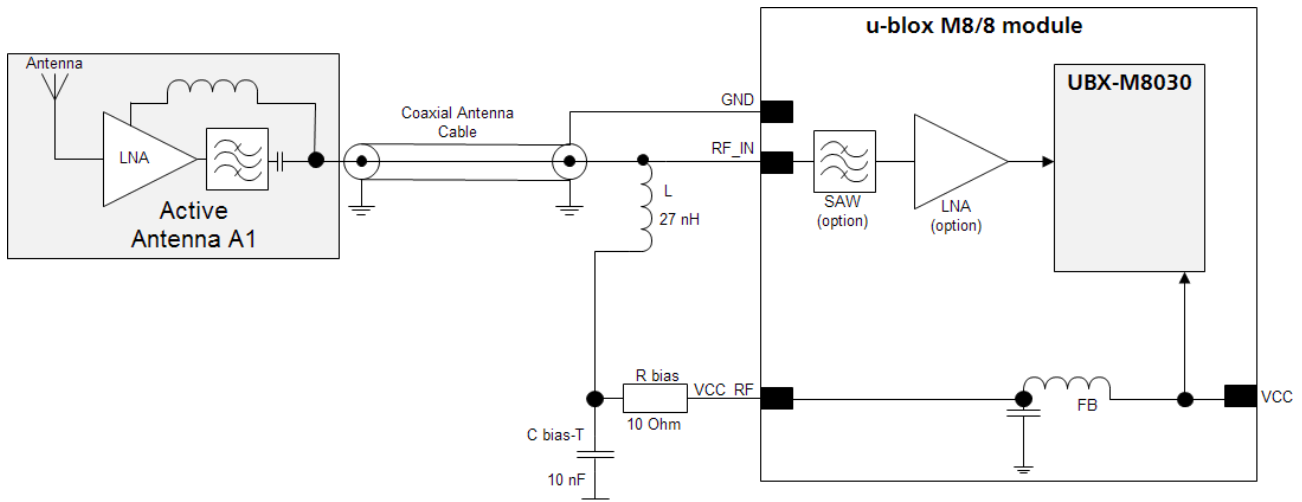 u-blox M8/8 module
Antenna
UBX-M8030
GND
Coaxial Antenna
Cable
LNA
RF_IN
L
27 nH
SAW
(option)
LNA
(option)
Active
Antenna A1
R bias
VCC_RF
FB
VCC
10 Ohm
C bias-T
10 nF